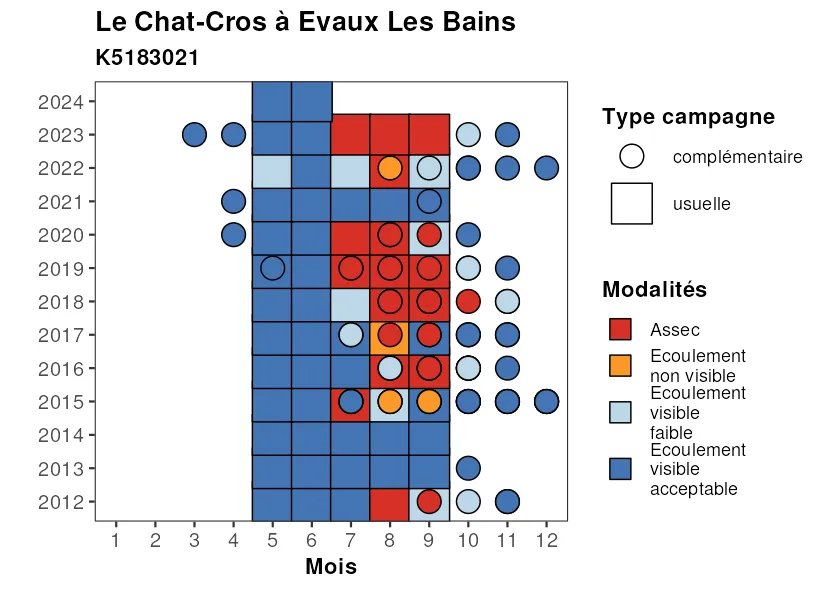 Le Chat-Cros à Evaux Les Bains
K5183021
2024
2023
2022
2021
2020
2019
2018
2017
2016
2015
2014
2013
2012
1 2 3 4 5 6 7 8 9 10 11 12
Mois
Type campagne
complémentaire
usuelle
Modalités
Assec
Ecoulement
non visible
Ecoulement
visible
faible
Ecoulement
visible
acceptable